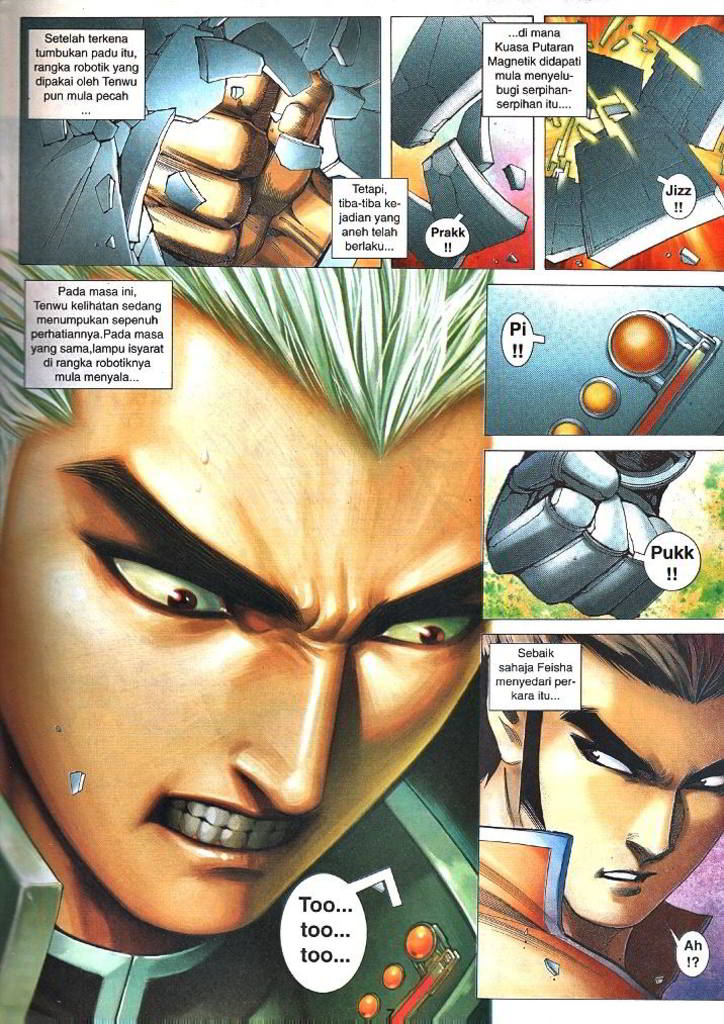 Setelah terkena
tumbukan padu itu,
rangka robotik yang
dipakai oleh Tenwu
pun mula pecah
...
Tetapi,
tiba-tiba ke-
jadian yang
aneh telah
berlaku...
...di mana
Kuasa Putaran
Magnetik didapati
mula menyelu-
bugi serpihan-
serpihan itu....
Prakk
!!
Jizz
!!
Pada masa ini,
Tenwu kelihatan sedang
menumpukan sepenuh
perhatiannya.Pada masa
yang sama,lampu isyarat
di rangka robotiknya
mula menyala...
Too...
too...
too...
Pi
!!
Pukk
!!
Sebaik
sahaja Feisha
menyedari per-
kara itu...
Ah
!?
7